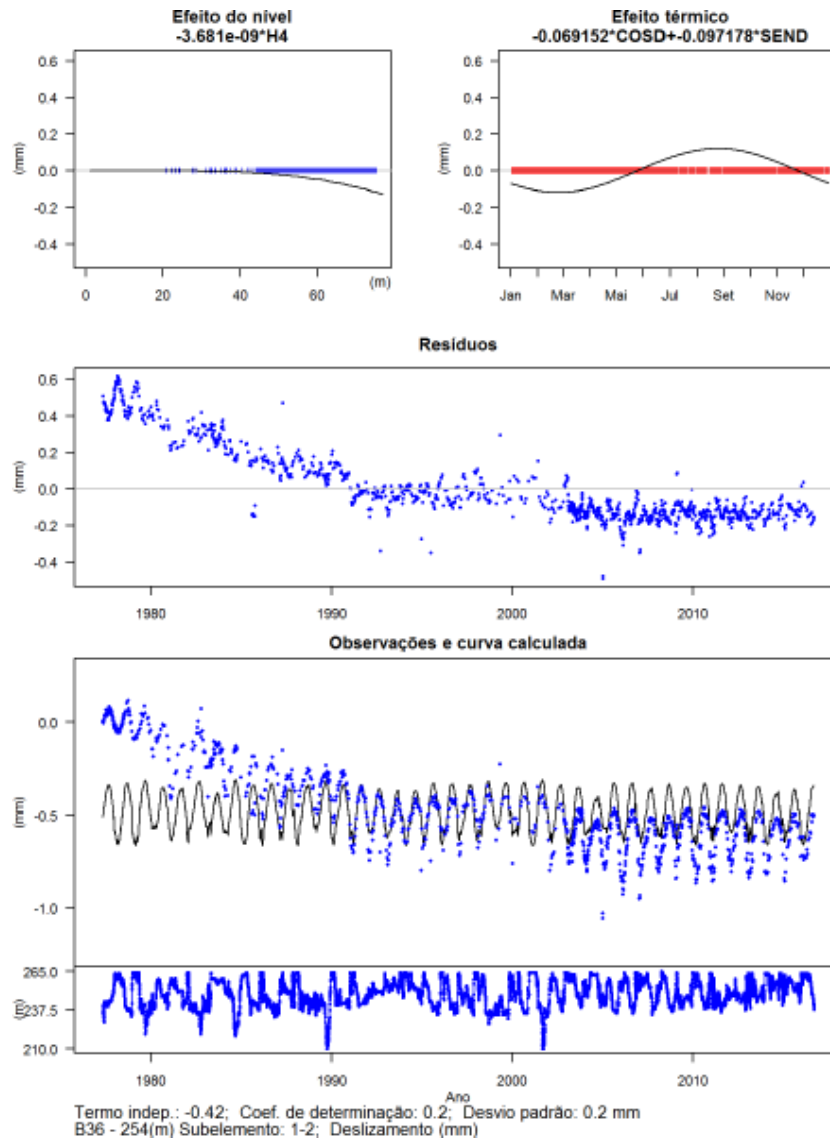 Efeito do nível
-3.681e-09*H4
0.6
0.4
0.2
0.0
-0.2
-0.4
(mm)
0
20
40
60
(m)
Efeito térmico
-0.069152*COSD+-0.097178*SEND
0.6
0.4
0.2
0.0
-0.2
-0.4
(mm)
Jan
Mar
Mai
Jul
Set
Nov
Resíduos
0.6
0.4
0.2
0.0
-0.2
-0.4
(mm)
1980
1990
2000
2010
Observações e curva calculada
0.0
-0.5
-1.0
(mm)
265.0
237.5
210.0
(m)
1980
1990
2000
2010
Ano
Termo indep.: -0.42; Coef. de determinação: 0.2; Desvio padrão: 0.2 mm
B36 - 254(m) Subelemento: 1-2; Deslizamento (mm)